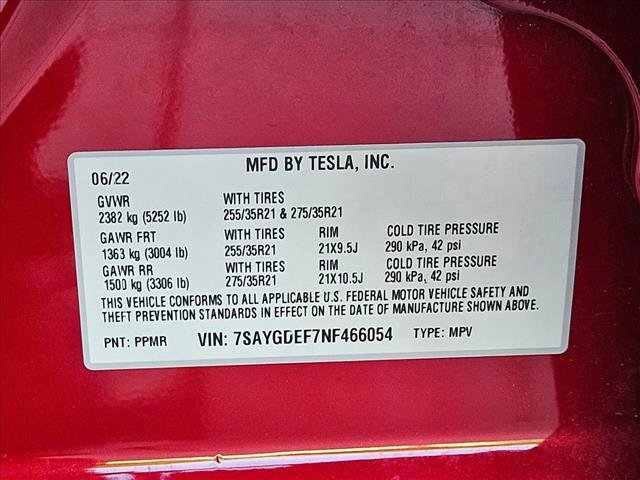 MFD BY TESLA, INC.
06/22
GVWR WITH TIRES
2382 kg (5252 lb) 255/35R21 & 275/35R21
GAWR FRT WITH TIRES RIM COLD TIRE PRESSURE
1363 kg (3004 lb) 255/35R21 21X9.5J 290 kPa, 42 psi
GAWR RR WITH TIRES RIM COLD TIRE PRESSURE
1500 kg (3306 lb) 275/35R21 21X10.5J 290 kPa, 42 psi
THIS VEHICLE CONFORMS TO ALL APPLICABLE U.S. FEDERAL MOTOR VEHICLE SAFETY AND
THEFT PREVENTION STANDARDS IN EFFECT ON THE DATE OF MANUFACTURE SHOWN ABOVE.
PNT: PPMR VIN: 7SAYGDEF7NF466054 TYPE: MPV